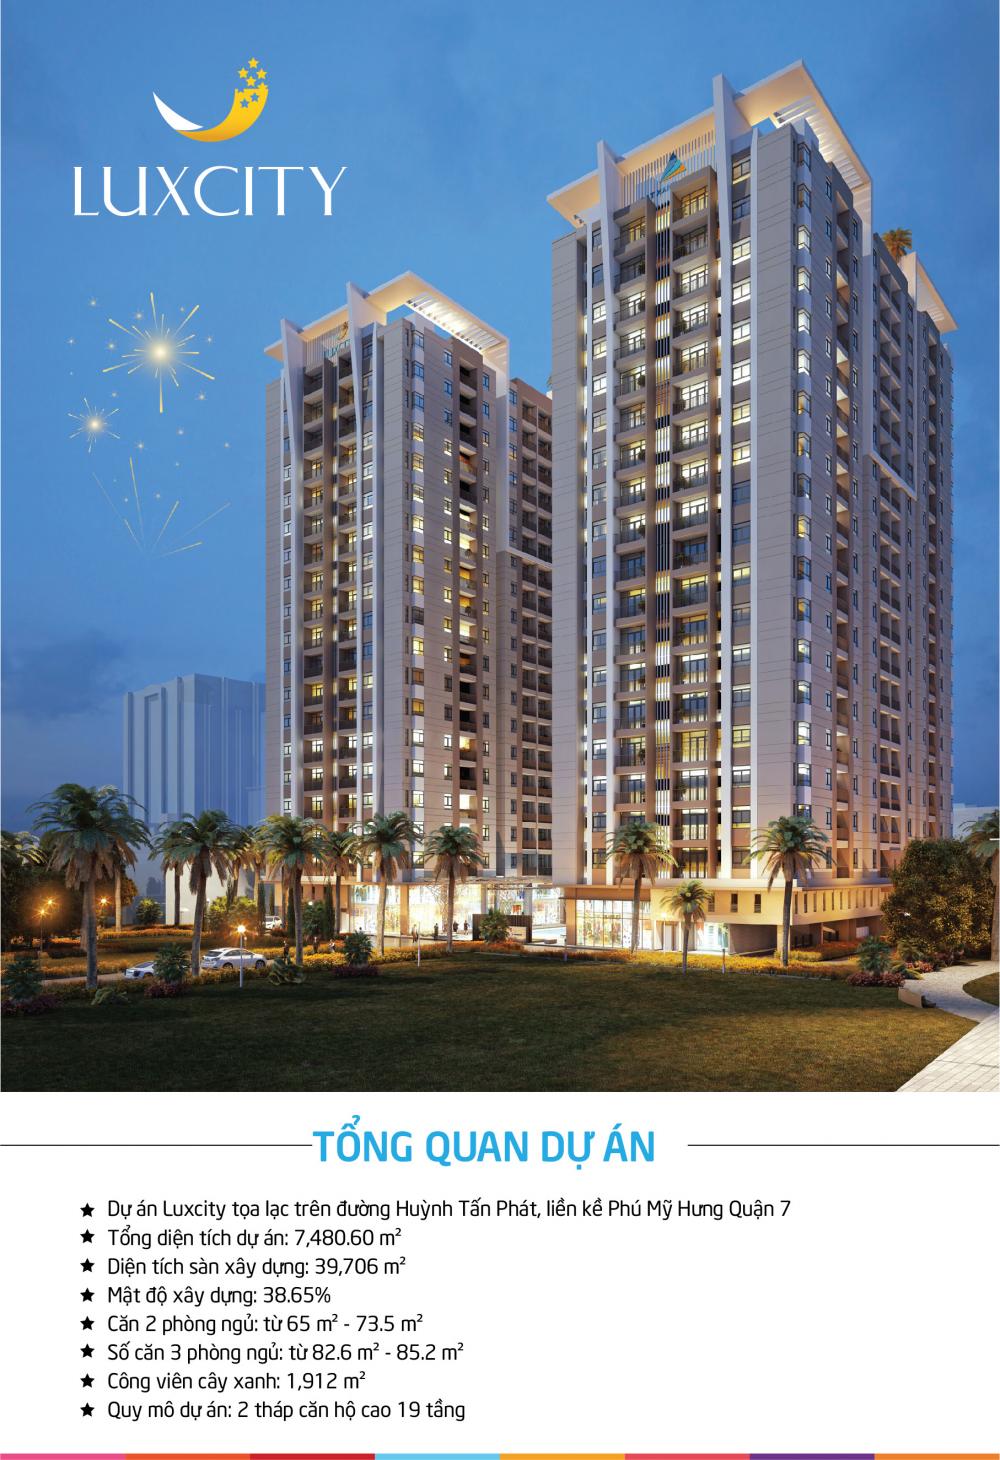 LUXCITY
TỔNG QUAN DỰ ÁN
★ Dự án Luxcity tọa lạc trên đường Huỳnh Tấn Phát, liền kề Phú Mỹ Hưng Quận 7
★ Tổng diện tích dự án: 7,480.60 m²
★ Diện tích sàn xây dựng: 39,706 m²
★ Mật độ xây dựng: 38.65%
★ Căn 2 phòng ngủ: từ 65 m² - 73.5 m²
★ Số căn 3 phòng ngủ: từ 82.6 m² - 85.2 m²
★ Công viên cây xanh: 1,912 m²
★ Quy mô dự án: 2 tháp căn hộ cao 19 tầng